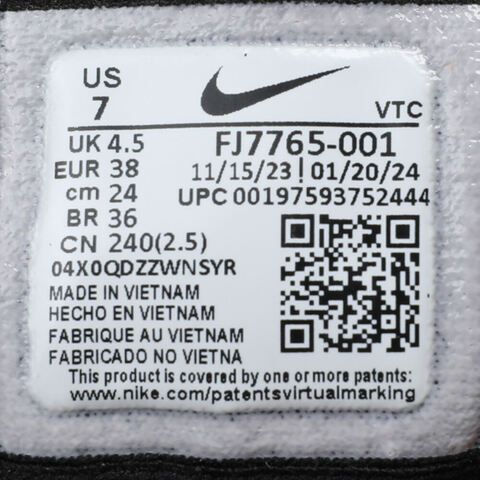 US
7
VTC
UK 4.5
FJ7765-001
EUR 38
11/15/23 | 01/20/24
cm 24
UPC 00197593752444
BR 36
CN 240(2.5)
04X0QDZZWNSYR
MADE IN VIETNAM
HECHO EN VIETNAM
FABRIQUE AU VIETNAM
FABRICADO NO VIETNA
This product is covered by one or more patents:
www.nike.com/patentsvirtualmarking